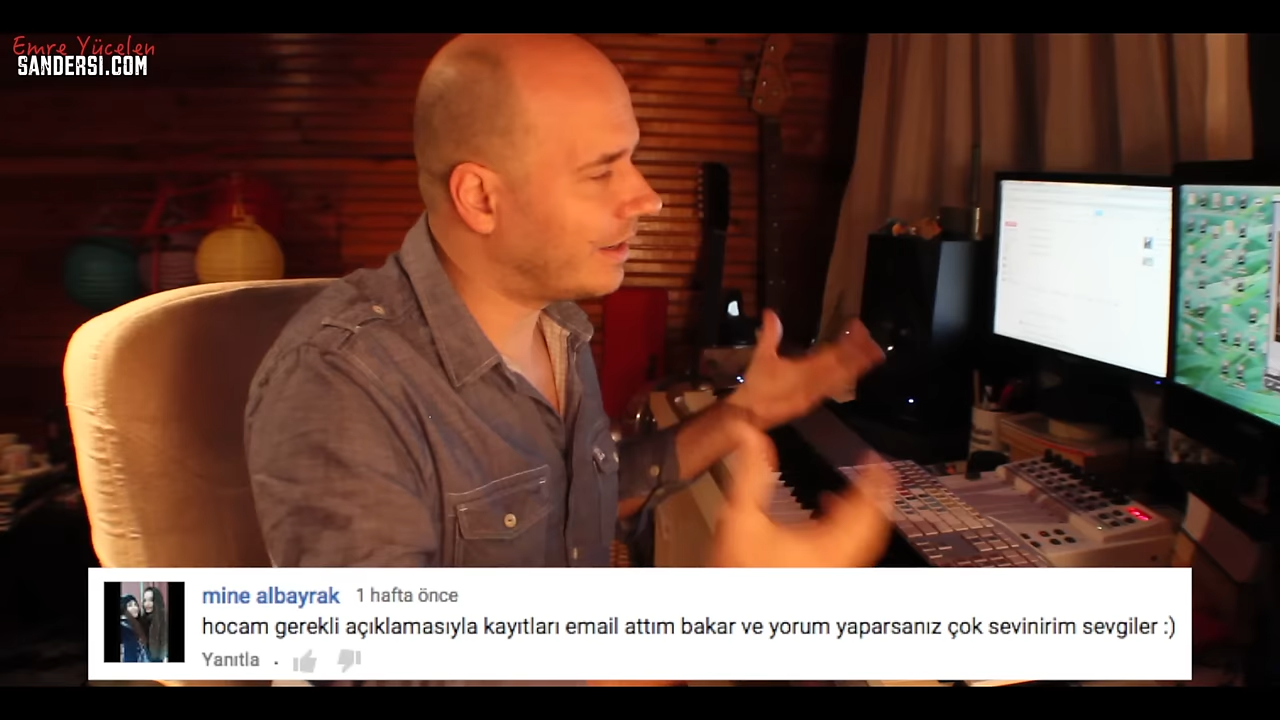 Emre Yücelen
SANDERSI.COM
mine albayrak 1 hafta önce
hocam gerekli açıklamasıyla kayıtları email attım bakar ve yorum yaparsanız çok sevinirim sevgiler :)
Yanıtla .